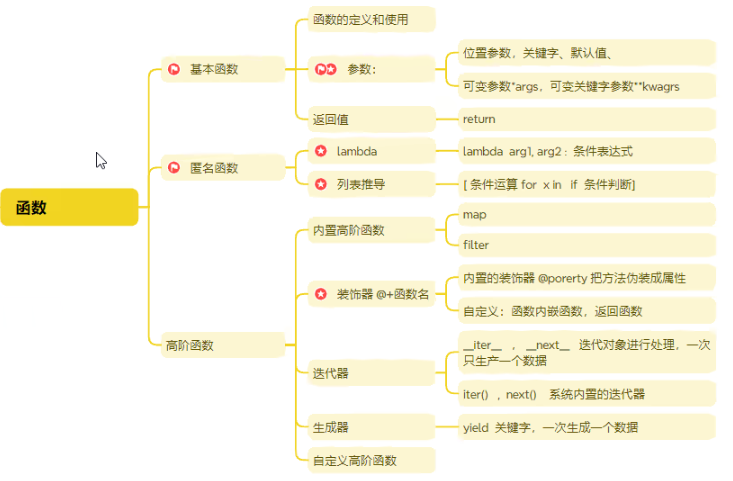 函数
基本函数
函数的定义和使用
参数：
位置参数，关键字、默认值、
可变参数*args，可变关键字参数**kwagrs
返回值
return
匿名函数
lambda
lambda arg1, arg2 : 条件表达式
列表推导
[ 条件运算 for x in if 条件判断]
高阶函数
内置高阶函数
map
filter
装饰器 @+函数名
内置的装饰器 @porerty 把方法伪装成属性
自定义：函数内嵌函数，返回函数
迭代器
__iter__ ，__next__ 迭代对象进行处理，一次
只生产一个数据
iter() ，next() 系统内置的迭代器
生成器
yield 关键字，一次生成一个数据
自定义高阶函数